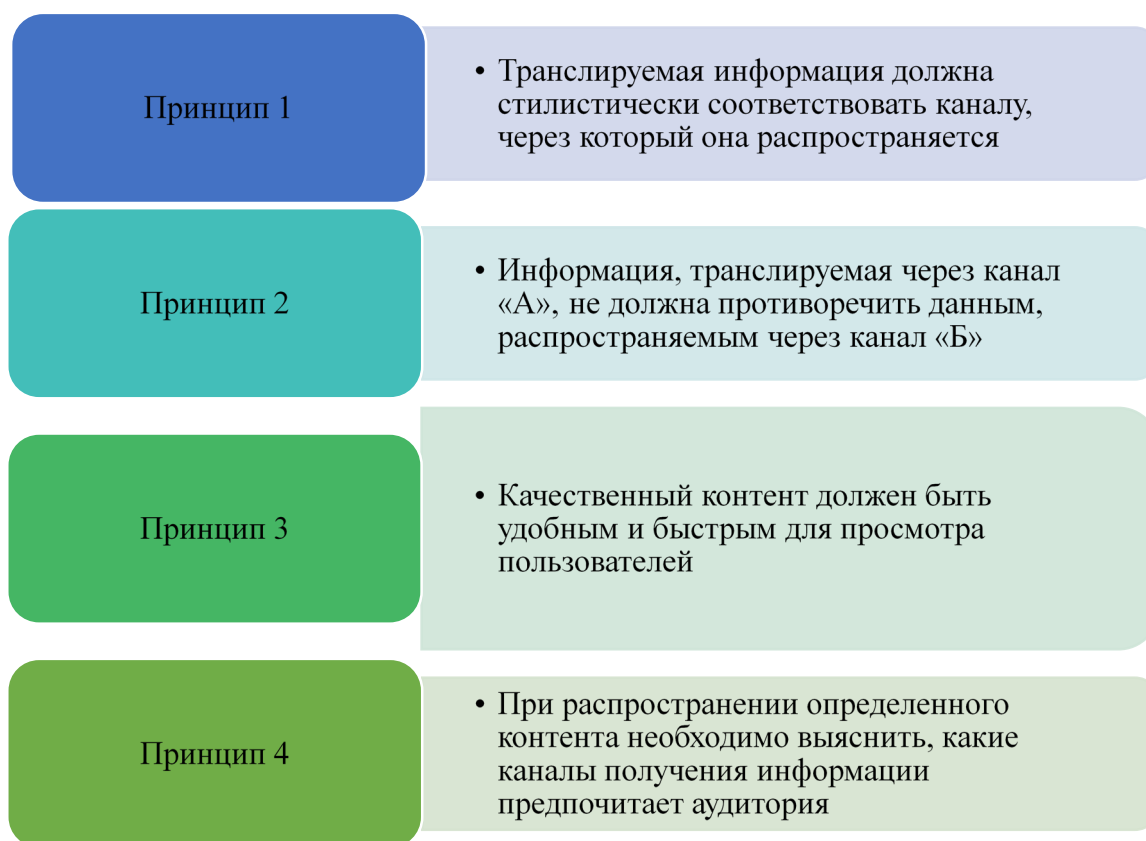 Принцип 1
• Транслируемая информация должна
стилистически соответствовать каналу,
через который она распространяется
Принцип 2
• Информация, транслируемая через канал
«А», не должна противоречить данным,
распространяемым через канал «Б»
Принцип 3
• Качественный контент должен быть
удобным и быстрым для просмотра
пользователей
Принцип 4
• При распространении определенного
контента необходимо выяснить, какие
каналы получения информации
предпочитает аудитория